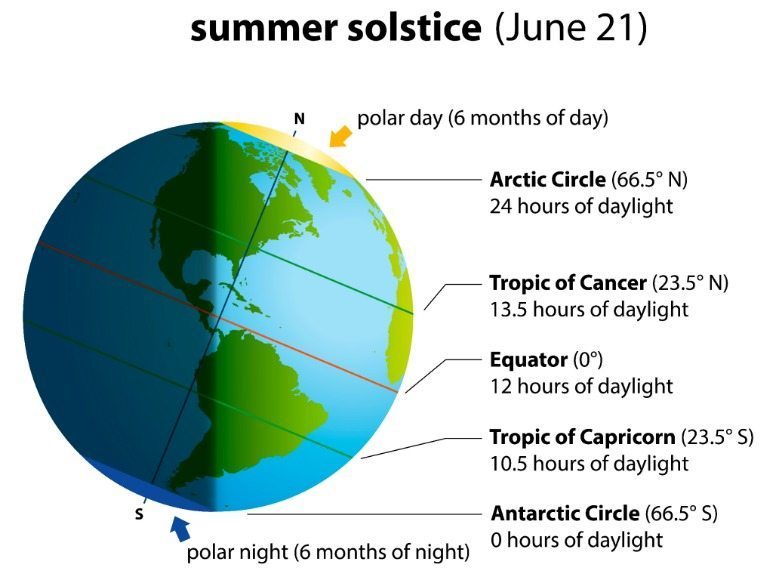 summer solstice (June 21)
N
polar day (6 months of day)
Arctic Circle (66.5° N)
24 hours of daylight
Tropic of Cancer (23.5° N)
13.5 hours of daylight
Equator (0°)
12 hours of daylight
Tropic of Capricorn (23.5° S)
10.5 hours of daylight
Antarctic Circle (66.5° S)
0 hours of daylight
S
polar night (6 months of night)